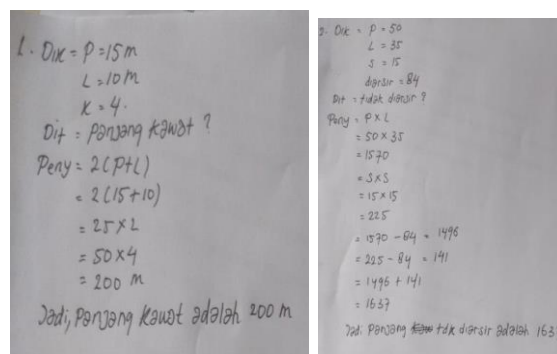 1. Dik = P = 15 m
L = 10 m
K = 4.
Dit = Panjang kawat ?
Peny = 2(P+L)
= 2(15+10)
= 25 x 2
= 50 x 4
= 200 m
Jadi, Panjang kawat adalah 200 m
2. Dik = P = 50
L = 35
S = 15
diarsir = 84
Dit = tidak diarsir ?
Peny = P x L
= 50 x 35
= 1570
= S x S
= 15 x 15
= 225
= 1570 - 84 = 1496
= 225 - 84 = 141
= 1496 + 141
= 1637
Jadi Panjang tdk diarsir adalah 163